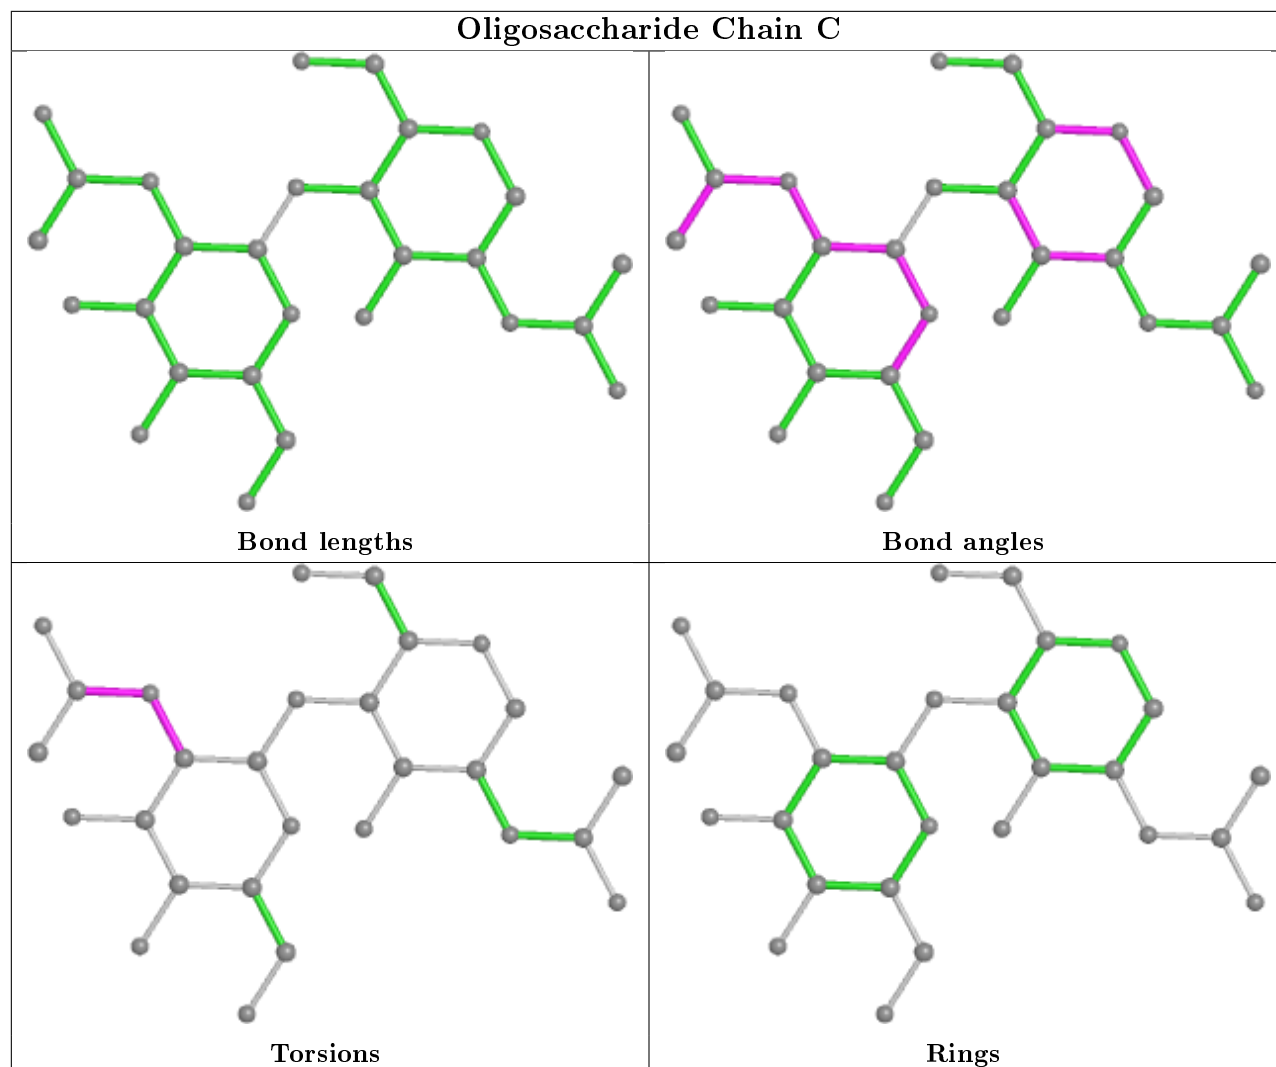 Oligosaccharide Chain C
Bond lengths
Bond angles
Torsions
Rings